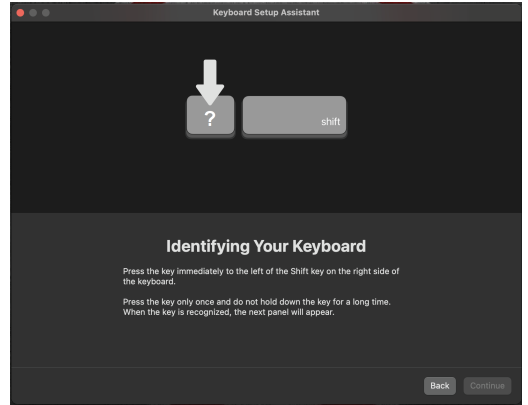 Keyboard Setup Assistant
?
shift
Identifying Your Keyboard
Press the key immediately to the left of the Shift key on the right side of
the keyboard.
Press the key only once and do not hold down the key for a long time.
When the key is recognized, the next panel will appear.
Back
Continue